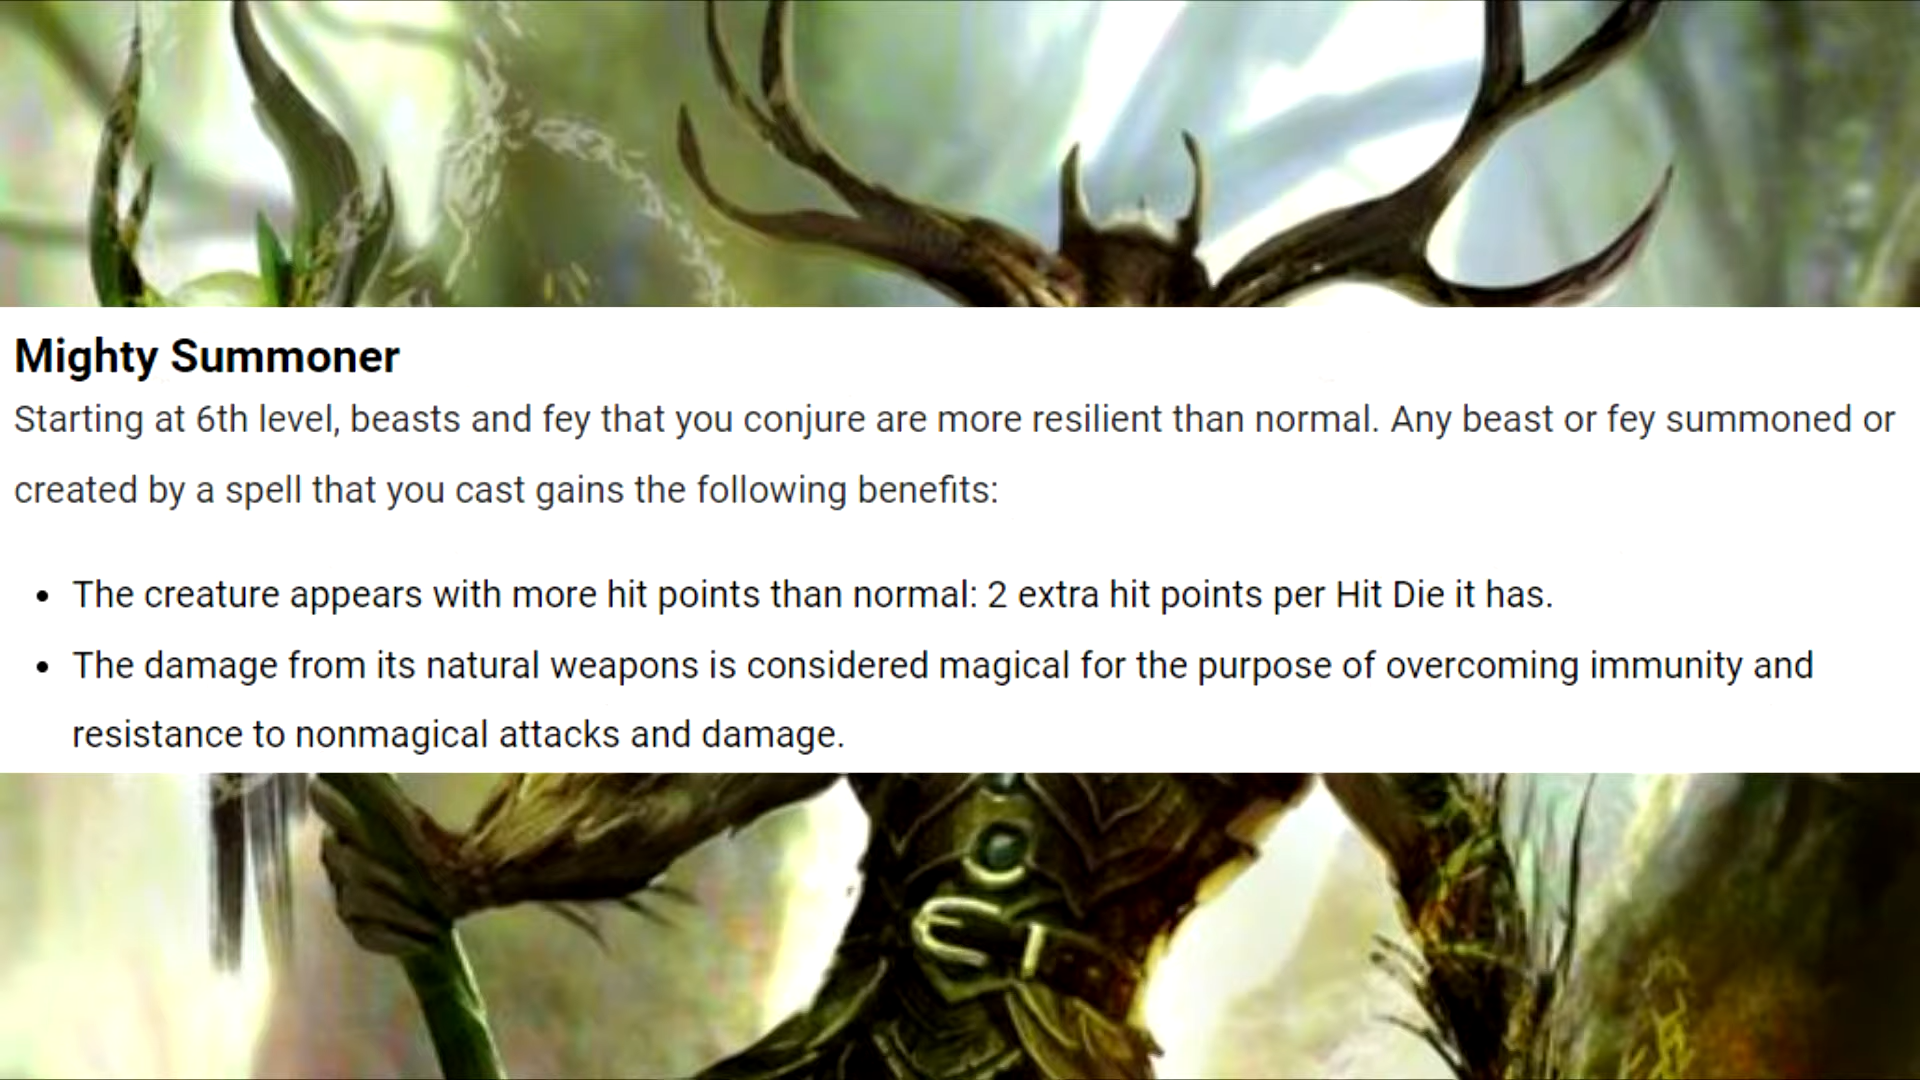 Mighty Summoner
Starting at 6th level, beasts and fey that you conjure are more resilient than normal. Any beast or fey summoned or
created by a spell that you cast gains the following benefits:
• The creature appears with more hit points than normal: 2 extra hit points per Hit Die it has.
• The damage from its natural weapons is considered magical for the purpose of overcoming immunity and
resistance to nonmagical attacks and damage.